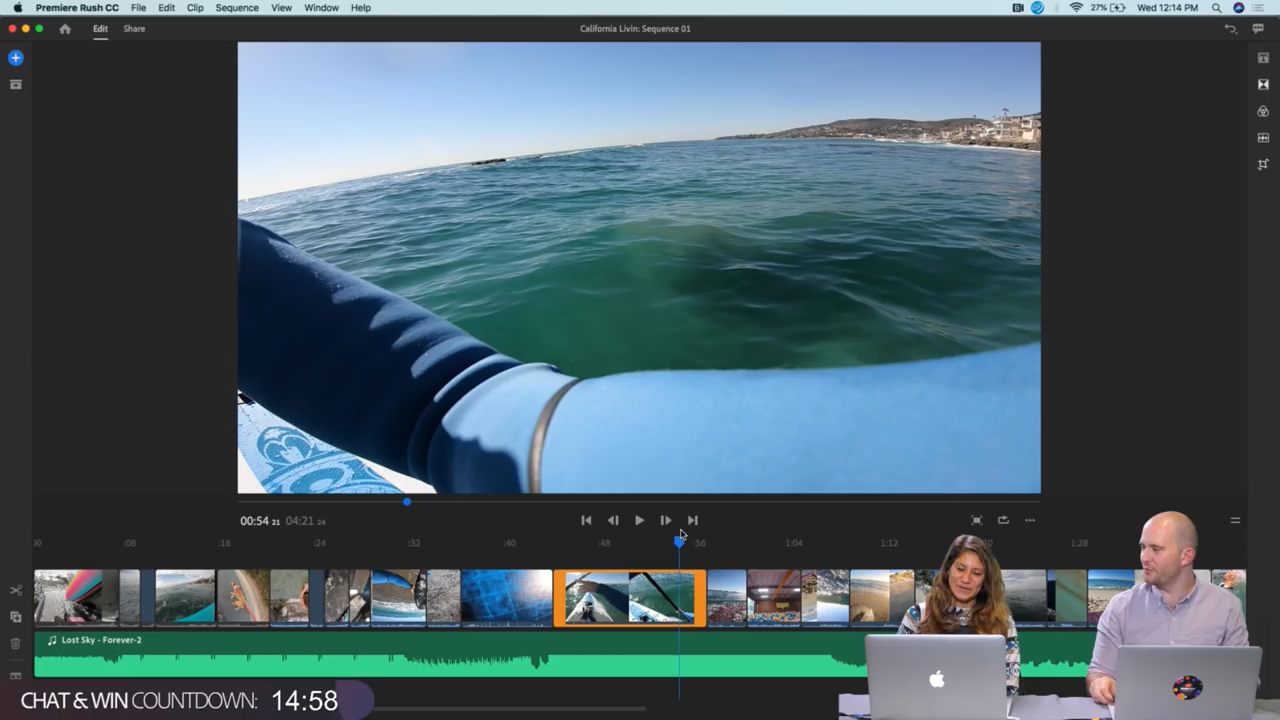 Premiere Rush CC File Edit Clip Sequence View Window Help 27% Wed 12:14 PM
Edit Share California Livin: Sequence 01
00:54 21 04:21 24
:00 :08 :16 :24 :32 :40 :48 :56 1:04 1:12 1:28
Lost Sky - Forever-2
CHAT & WIN COUNTDOWN: 14:58